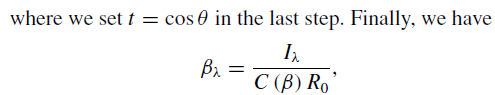 where we set t = cos θ in the last step. Finally, we have
β_λ = I_λ / (C (β) R_0),